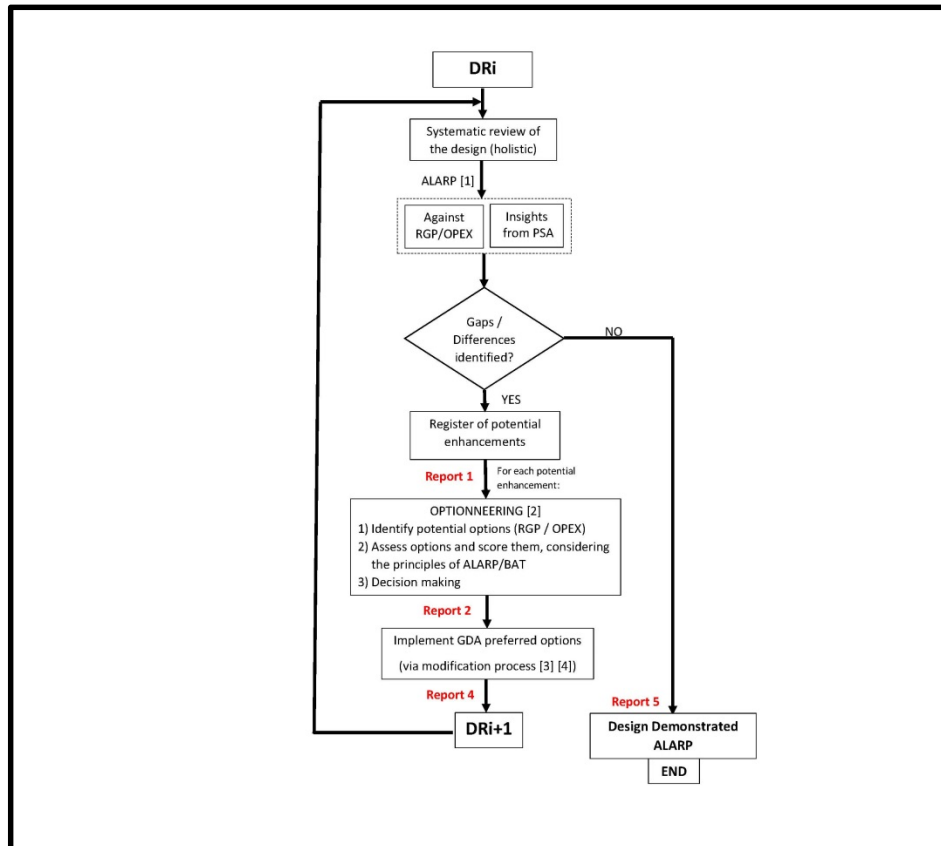 DRi
Systematic review of
the design (holistic)
ALARP [1]
Against
RGP/OPEX
Insights
from PSA
Gaps /
Differences
identified?
NO
YES
Register of potential
enhancements
Report 1
For each potential
enhancement:
OPTIONNEERING [2]
1) Identify potential options (RGP / OPEX)
2) Assess options and score them, considering
the principles of ALARP/BAT
3) Decision making
Report 2
Implement GDA preferred options
(via modification process [3] [4])
Report 4
DRi+1
Report 5
Design Demonstrated
ALARP
END